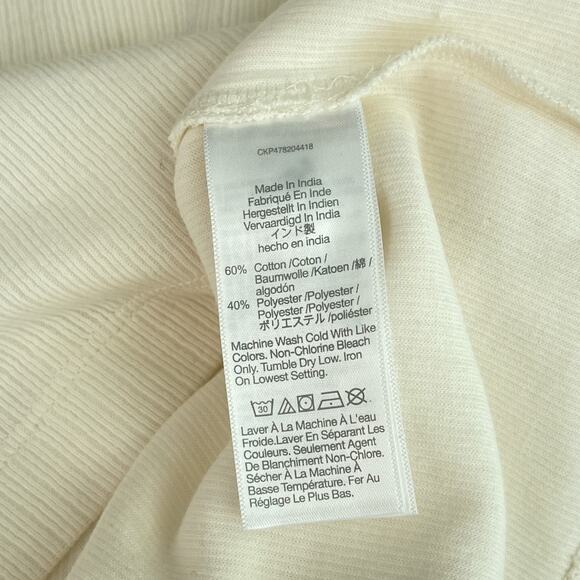 CKP478204418
Made In India
Fabriqué En Inde
Hergestellt In Indien
Vervaardigd In India
インド製
hecho en india
60% Cotton /Coton /
Baumwolle /Katoen /綿 /
algodón
40% Polyester /Polyester /
Polyester /Polyester /
ポリエステル /poliéster
Machine Wash Cold With Like
Colors. Non-Chlorine Bleach
Only. Tumble Dry Low. Iron
On Lowest Setting.
30
Laver À La Machine À L'eau
Froide.Laver En Séparant Les
Couleurs. Seulement Agent
De Blanchiment Non-Chlore.
Sécher À La Machine À
Basse Température. Fer Au
Réglage Le Plus Bas.